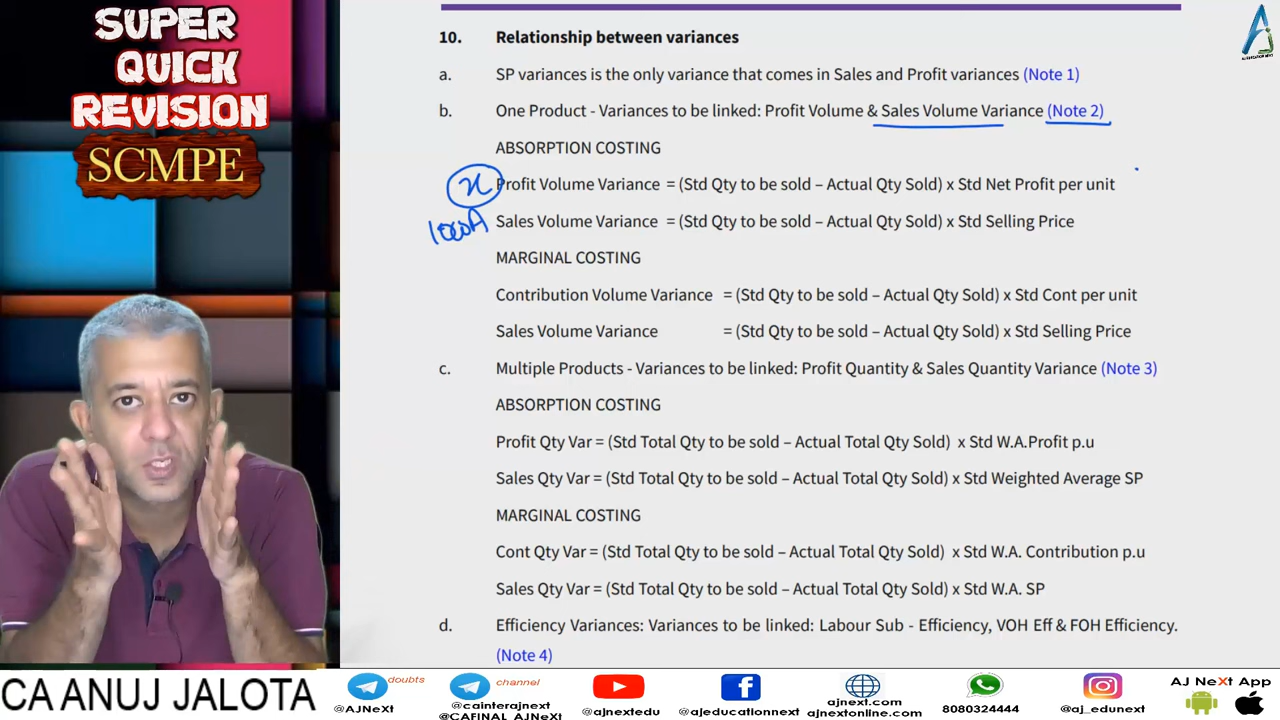 SUPER
QUICK
REVISION
SCMPE
10. Relationship between variances
a. SP variances is the only variance that comes in Sales and Profit variances (Note 1)
b. One Product - Variances to be linked: Profit Volume & Sales Volume Variance (Note 2)
ABSORPTION COSTING
x Profit Volume Variance = (Std Qty to be sold – Actual Qty Sold) x Std Net Profit per unit
1000A Sales Volume Variance = (Std Qty to be sold – Actual Qty Sold) x Std Selling Price
MARGINAL COSTING
Contribution Volume Variance = (Std Qty to be sold – Actual Qty Sold) x Std Cont per unit
Sales Volume Variance = (Std Qty to be sold – Actual Qty Sold) x Std Selling Price
c. Multiple Products - Variances to be linked: Profit Quantity & Sales Quantity Variance (Note 3)
ABSORPTION COSTING
Profit Qty Var = (Std Total Qty to be sold – Actual Total Qty Sold) x Std W.A.Profit p.u
Sales Qty Var = (Std Total Qty to be sold – Actual Total Qty Sold) x Std Weighted Average SP
MARGINAL COSTING
Cont Qty Var = (Std Total Qty to be sold – Actual Total Qty Sold) x Std W.A. Contribution p.u
Sales Qty Var = (Std Total Qty to be sold – Actual Total Qty Sold) x Std W.A. SP
d. Efficiency Variances: Variances to be linked: Labour Sub - Efficiency, VOH Eff & FOH Efficiency.
(Note 4)
CA ANUJ JALOTA
doubts
@AJNeXt
channel
@cainterajnext
@CAFINAL_AJNeXt
@ajnextedu
@ajeducationnext
ajnext.com
ajnextonline.com
8080324444
@aj_edunext
AJ NeXt App